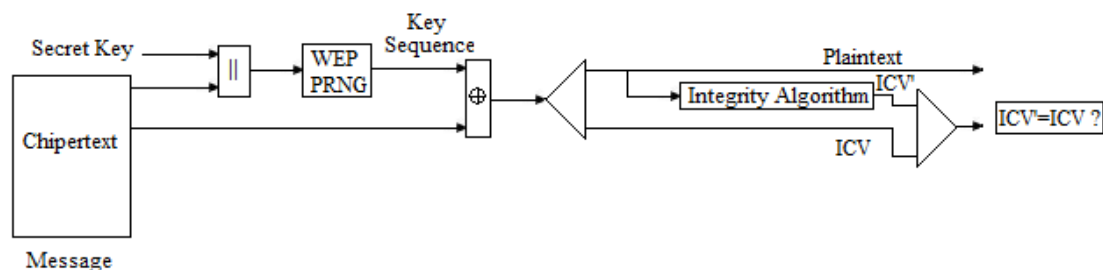 Key
Sequence
Secret Key
||
WEP
PRNG
⊕
Plaintext
Integrity Algorithm
ICV'
ICV'=ICV ?
Chipertext
ICV
Message